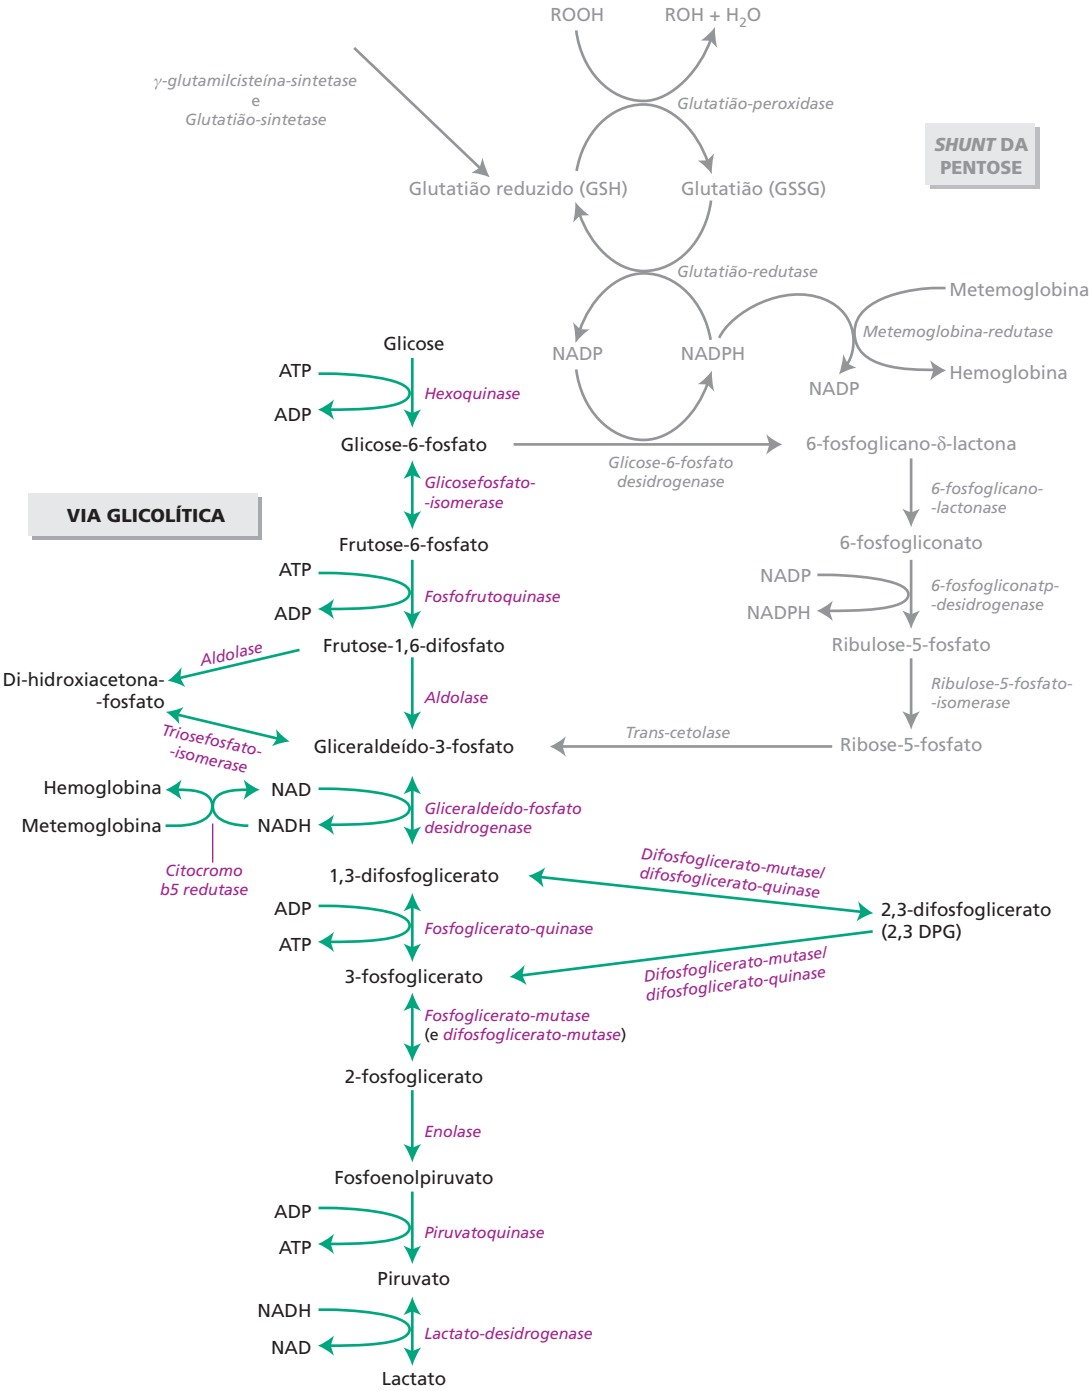 ROOH
ROH + H2O
γ-glutamilcisteína-sintetase
e
Glutatião-sintetase
Glutatião-peroxidase
SHUNT DA
PENTOSE
Glutatião reduzido (GSH)
Glutatião (GSSG)
Glutatião-redutase
Metemoglobina
Metemoglobina-redutase
NADP
NADPH
NADP
Hemoglobina
Glicose
ATP
Hexoquinase
ADP
Glicose-6-fosfato
6-fosfoglicano-δ-lactona
Glicose-6-fosfato
desidrogenase
Glicosefosfato-
-isomerase
6-fosfoglicano-
-lactonase
VIA GLICOLÍTICA
Frutose-6-fosfato
6-fosfogliconato
ATP
Fosfofrutoquinase
ADP
NADP
6-fosfogliconatp-
-desidrogenase
NADPH
Frutose-1,6-difosfato
Ribulose-5-fosfato
Aldolase
Di-hidroxiacetona-
-fosfato
Aldolase
Ribulose-5-fosfato-
-isomerase
Triosefosfato-
-isomerase
Gliceraldeído-3-fosfato
Trans-cetolase
Ribose-5-fosfato
Hemoglobina
NAD
Gliceraldeído-fosfato
desidrogenase
Metemoglobina
NADH
Citocromo
b5 redutase
1,3-difosfoglicerato
Difosfoglicerato-mutase/
difosfoglicerato-quinase
2,3-difosfoglicerato
(2,3 DPG)
ADP
Fosfoglicerato-quinase
ATP
3-fosfoglicerato
Difosfoglicerato-mutase/
difosfoglicerato-quinase
Fosfoglicerato-mutase
(e difosfoglicerato-mutase)
2-fosfoglicerato
Enolase
Fosfoenolpiruvato
ADP
Piruvatoquinase
ATP
Piruvato
NADH
Lactato-desidrogenase
NAD
Lactato